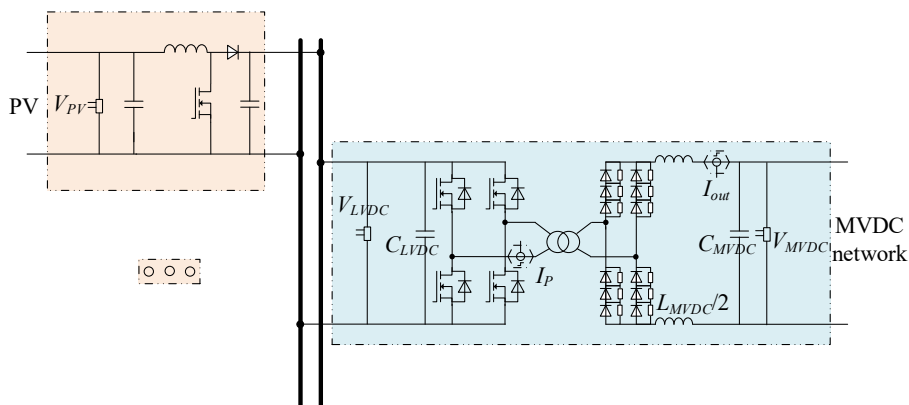 PV
V_PV
V_LVDC
C_LVDC
I_P
I_out
C_MVDC
V_MVDC
L_MVDC/2
MVDC
network